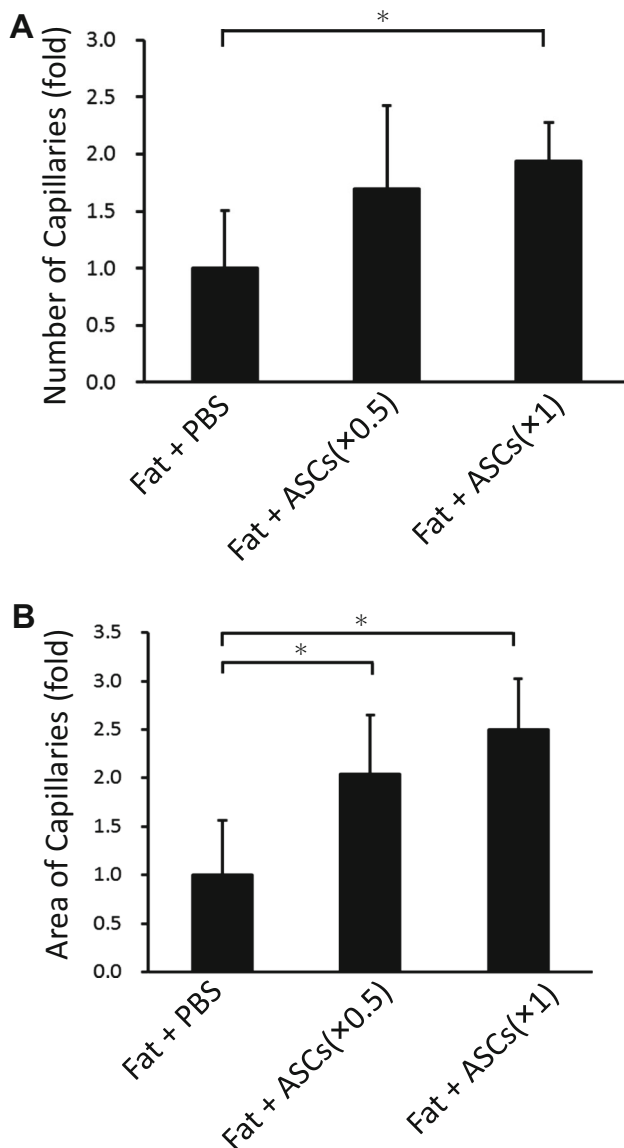 A
*
3.0
2.5
2.0
1.5
1.0
0.5
0.0
Number of Capillaries (fold)
Fat + PBS
Fat + ASCs(×0.5)
Fat + ASCs(×1)
B
*
*
3.5
3.0
2.5
2.0
1.5
1.0
0.5
0.0
Area of Capillaries (fold)
Fat + PBS
Fat + ASCs(×0.5)
Fat + ASCs(×1)